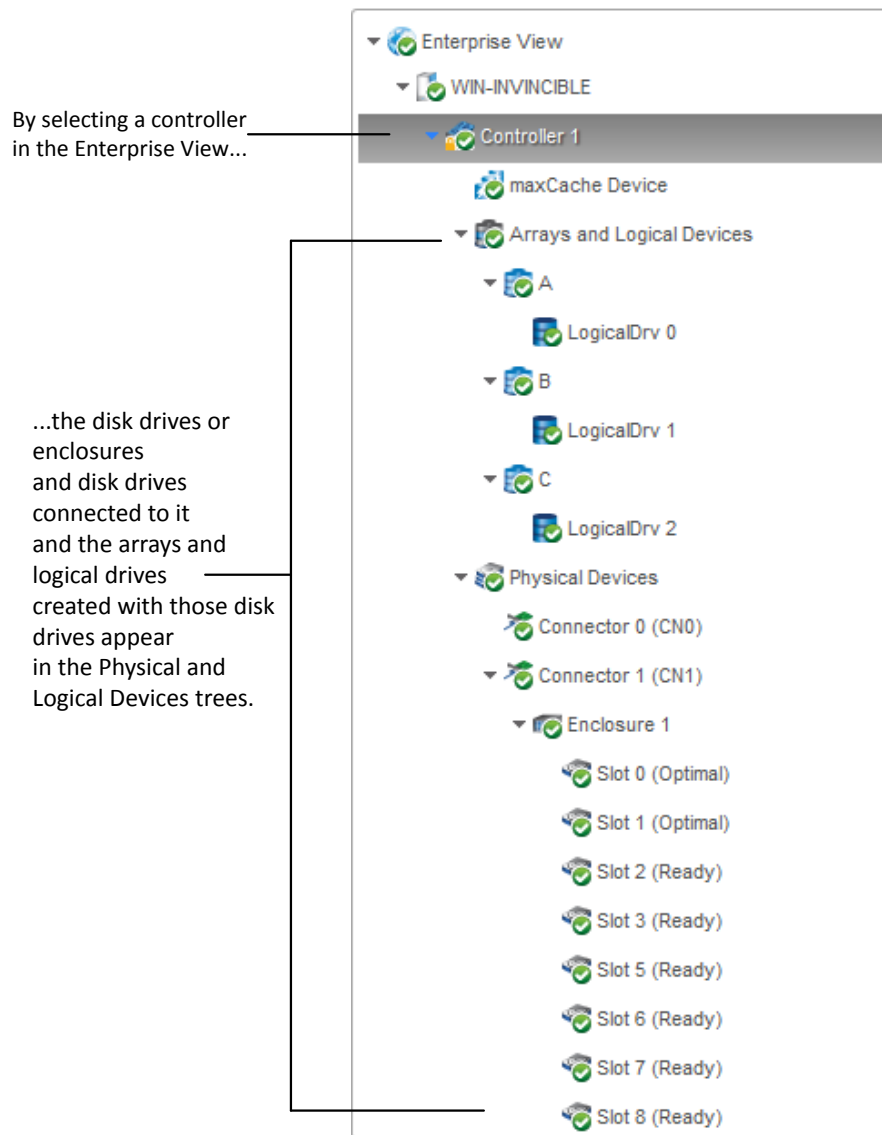 Enterprise View
WIN-INVINCIBLE
By selecting a controller
in the Enterprise View...
Controller 1
maxCache Device
Arrays and Logical Devices
A
LogicalDrv 0
B
LogicalDrv 1
C
LogicalDrv 2
...the disk drives or
enclosures
and disk drives
connected to it
and the arrays and
logical drives
created with those disk
drives appear
in the Physical and
Logical Devices trees.
Physical Devices
Connector 0 (CN0)
Connector 1 (CN1)
Enclosure 1
Slot 0 (Optimal)
Slot 1 (Optimal)
Slot 2 (Ready)
Slot 3 (Ready)
Slot 5 (Ready)
Slot 6 (Ready)
Slot 7 (Ready)
Slot 8 (Ready)